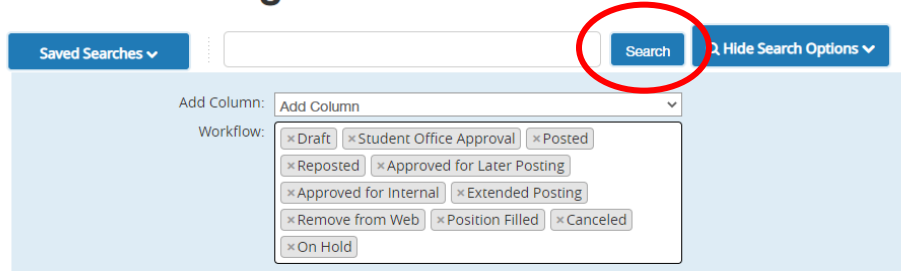 Saved Searches
Search
Hide Search Options
Add Column: Add Column
Workflow: ×Draft ×Student Office Approval ×Posted
×Reposted ×Approved for Later Posting
×Approved for Internal ×Extended Posting
×Remove from Web ×Position Filled ×Canceled
×On Hold